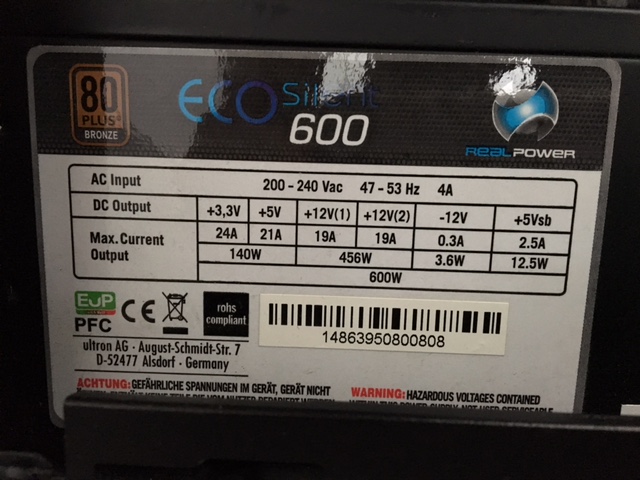 80
PLUS®
BRONZE
ECO Silent
600
REAL POWER
AC Input 200 - 240 Vac 47 - 53 Hz 4A
DC Output +3,3V +5V +12V(1) +12V(2) -12V +5Vsb
Max. Current Output 24A 21A 19A 19A 0.3A 2.5A
140W 456W 3.6W 12.5W
600W
EuP
PFC
CE
rohs
compliant
14863950800808
ultron AG · August-Schmidt-Str. 7
D-52477 Alsdorf · Germany
ACHTUNG: GEFÄHRLICHE SPANNUNGEN IM GERÄT, GERÄT NICHT
WARNING: HAZARDOUS VOLTAGES CONTAINED